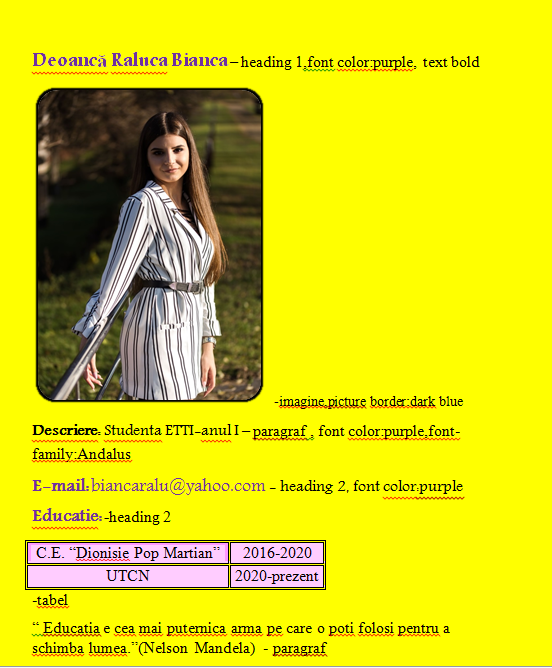 Deoancă Raluca Bianca – heading 1,font color:purple, text bold
-imagine,picture border:dark blue
Descriere: Studenta ETTI-anul I – paragraf , font color:purple,font-
family:Andalus
E-mail: biancaralu@yahoo.com - heading 2, font color:purple
Educatie: -heading 2
C.E. “Dionisie Pop Martian” 2016-2020
UTCN 2020-prezent
-tabel
“ Educatia e cea mai puternica arma pe care o poti folosi pentru a
schimba lumea.”(Nelson Mandela) - paragraf